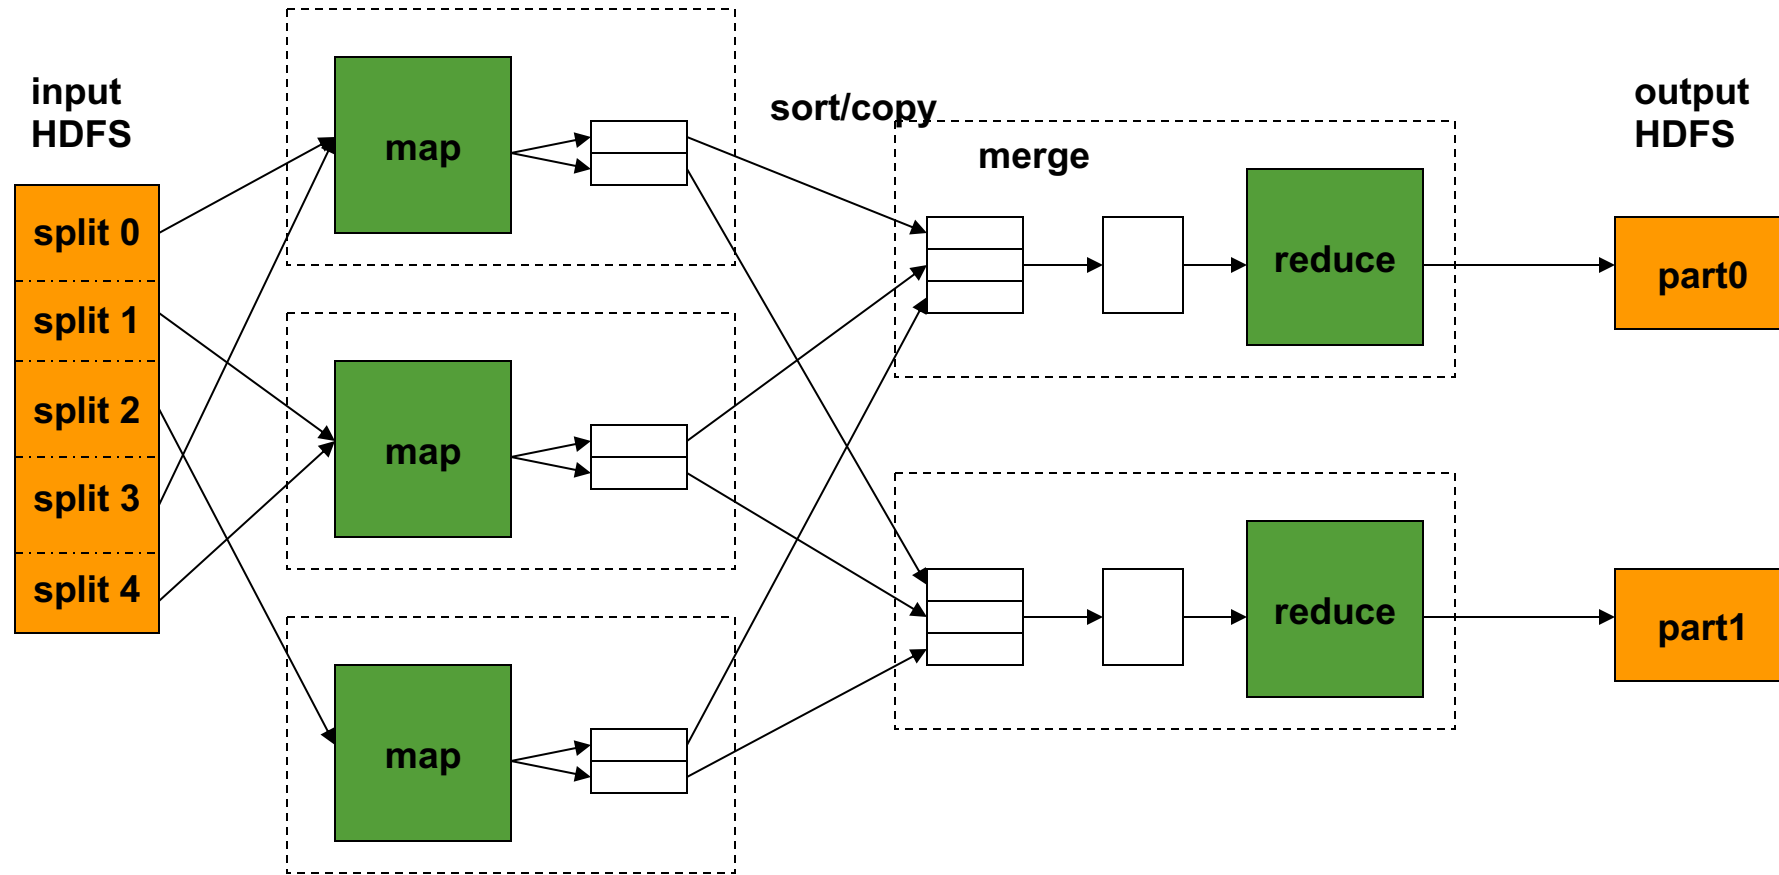 input
HDFS
split 0
split 1
split 2
split 3
split 4
map
map
map
sort/copy
merge
reduce
reduce
output
HDFS
part0
part1